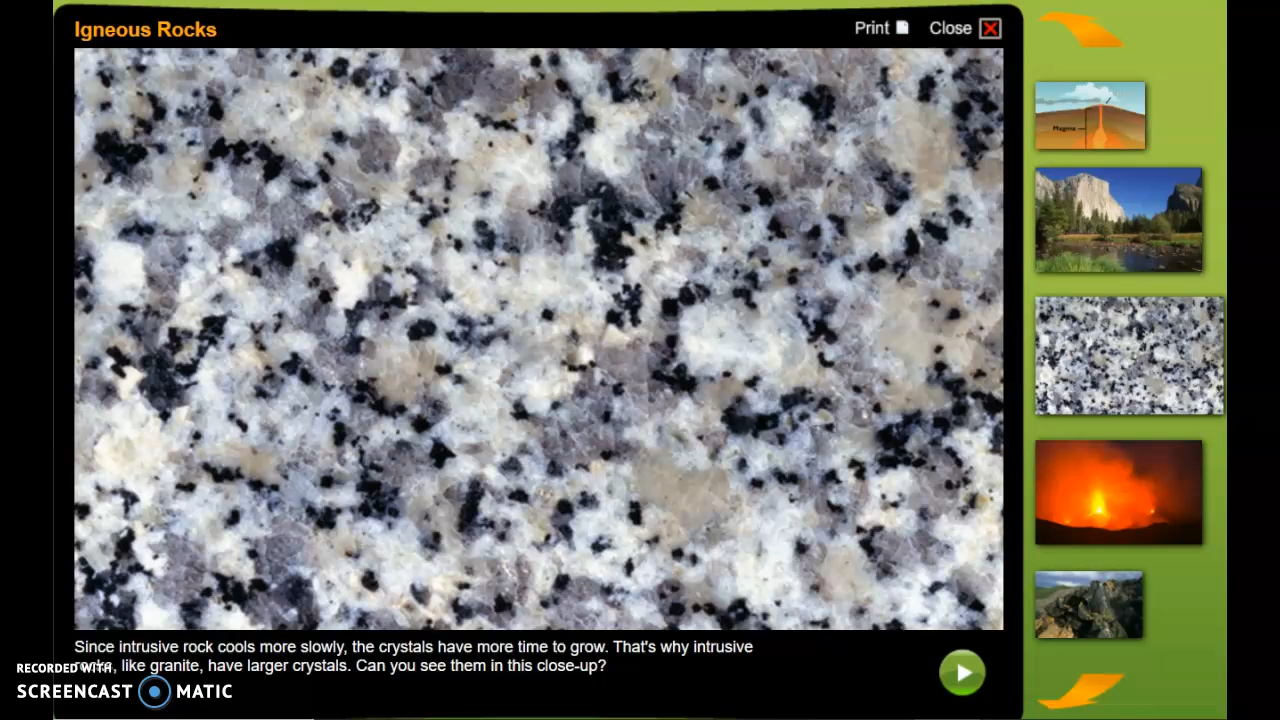 Igneous Rocks
Print
Close
Magma
Since intrusive rock cools more slowly, the crystals have more time to grow. That's why intrusive
, like granite, have larger crystals. Can you see them in this close-up?
RECORDED WITH
SCREENCAST MATIC